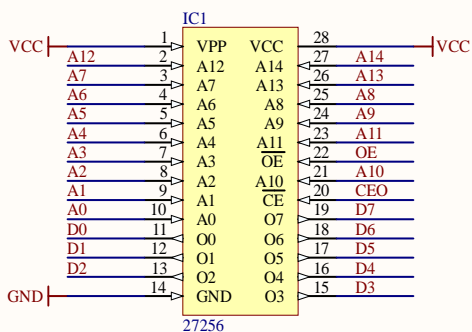 IC1
VCC 1 VPP VCC 28 VCC
A12 2 A12 A14 27 A14
A7 3 A7 A13 26 A13
A6 4 A6 A8 25 A8
A5 5 A5 A9 24 A9
A4 6 A4 A11 23 A11
A3 7 A3 OE 22 OE
A2 8 A2 A10 21 A10
A1 9 A1 CE 20 CEO
A0 10 A0 O7 19 D7
D0 11 O0 O6 18 D6
D1 12 O1 O5 17 D5
D2 13 O2 O4 16 D4
GND 14 GND O3 15 D3
27256